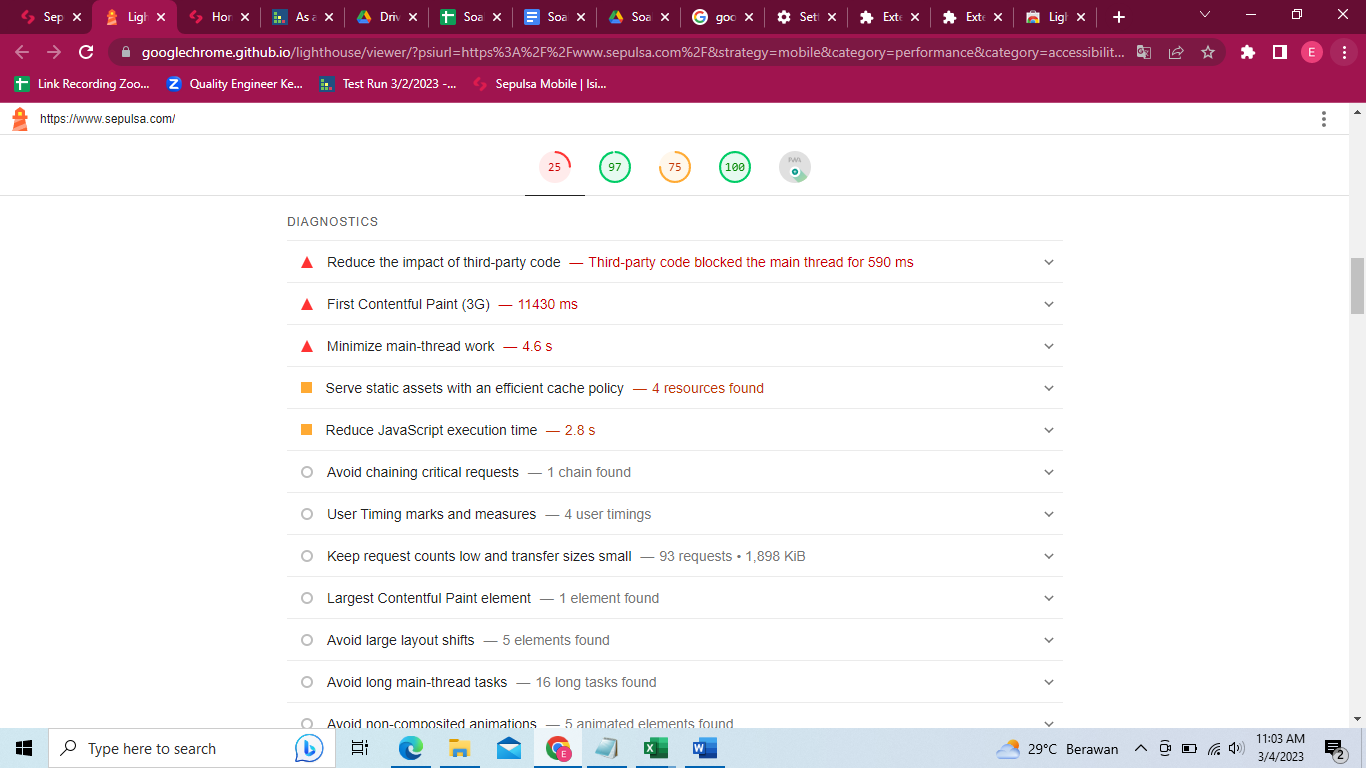 Sep
Ligh
Hor
As a
Driv
Soa
Soa
Soa
goo
Sett
Exte
Exte
Ligh
googlechrome.github.io/lighthouse/viewer/?psiurl=https%3A%2F%2Fwww.sepulsa.com%2F&strategy=mobile&category=performance&category=accessibilit...
E
Link Recording Zoo...
Quality Engineer Ke...
Test Run 3/2/2023 -...
Sepulsa Mobile | Isi...
https://www.sepulsa.com/
25
97
75
100
PWA
DIAGNOSTICS
Reduce the impact of third-party code — Third-party code blocked the main thread for 590 ms
First Contentful Paint (3G) — 11430 ms
Minimize main-thread work — 4.6 s
Serve static assets with an efficient cache policy — 4 resources found
Reduce JavaScript execution time — 2.8 s
Avoid chaining critical requests — 1 chain found
User Timing marks and measures — 4 user timings
Keep request counts low and transfer sizes small — 93 requests • 1,898 KiB
Largest Contentful Paint element — 1 element found
Avoid large layout shifts — 5 elements found
Avoid long main-thread tasks — 16 long tasks found
Avoid non-composited animations — 5 animated elements found
Type here to search
29°C Berawan
11:03 AM
3/4/2023
2